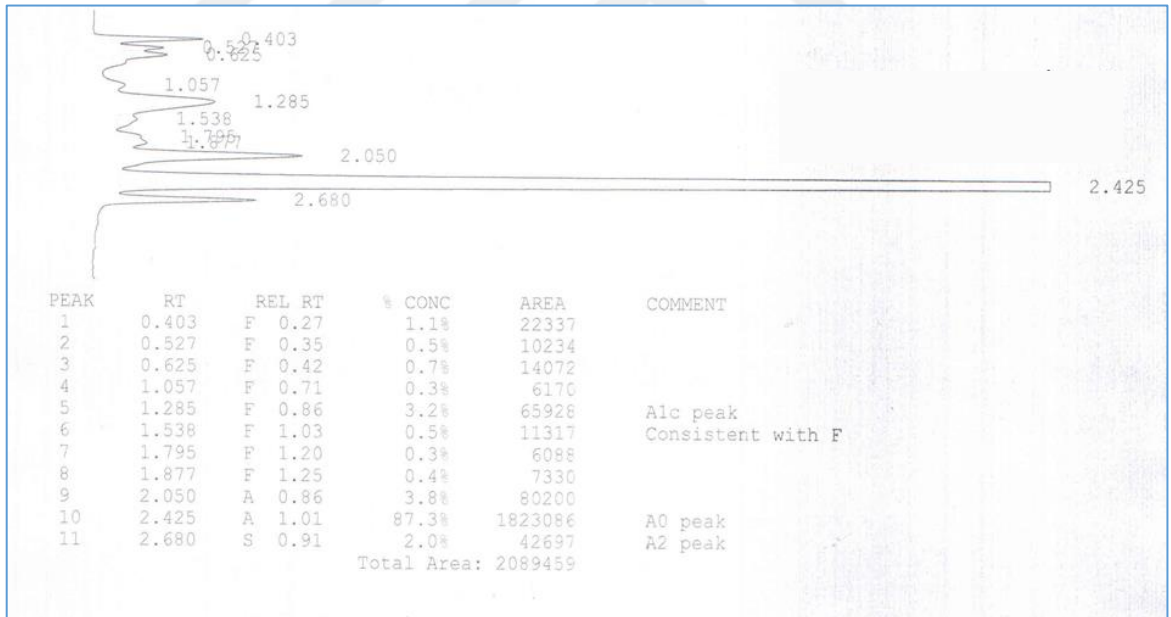 0.403
0.527
0.625
1.057
1.285
1.538
1.795
1.877
2.050
2.425
2.680
PEAK RT REL RT % CONC AREA COMMENT
1 0.403 F 0.27 1.1% 22337
2 0.527 F 0.35 0.5% 10234
3 0.625 F 0.42 0.7% 14072
4 1.057 F 0.71 0.3% 6170
5 1.285 F 0.86 3.2% 65928 A1c peak
6 1.538 F 1.03 0.5% 11317 Consistent with F
7 1.795 F 1.20 0.3% 6088
8 1.877 F 1.25 0.4% 7330
9 2.050 A 0.86 3.8% 80200
10 2.425 A 1.01 87.3% 1823086 A0 peak
11 2.680 S 0.91 2.0% 42697 A2 peak
Total Area: 2089459